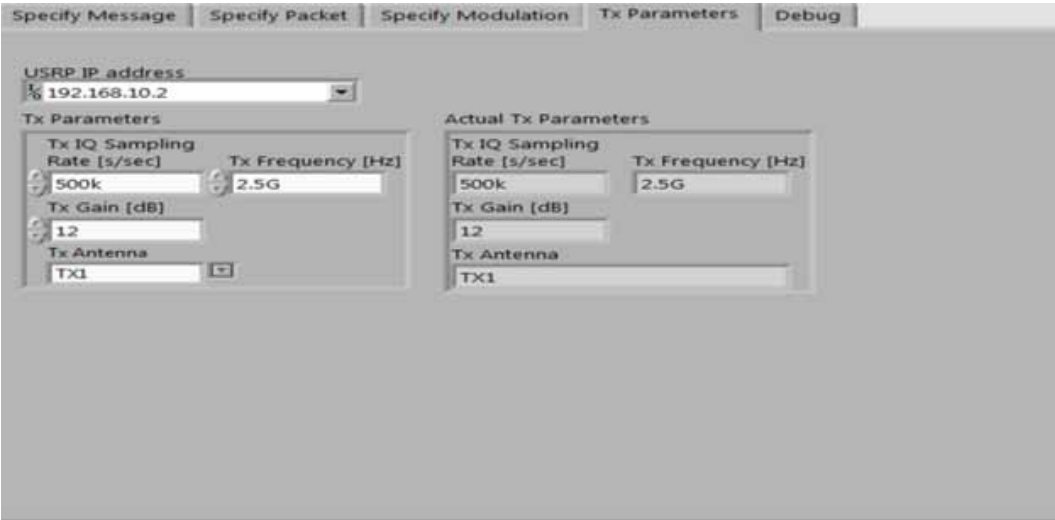 Specify Message Specify Packet Specify Modulation Tx Parameters Debug
USRP IP address
192.168.10.2
Tx Parameters
Tx IQ Sampling
Rate [s/sec] Tx Frequency [Hz]
500k 2.5G
Tx Gain [dB]
12
Tx Antenna
TX1
Actual Tx Parameters
Tx IQ Sampling
Rate [s/sec] Tx Frequency [Hz]
500k 2.5G
Tx Gain [dB]
12
Tx Antenna
TX1